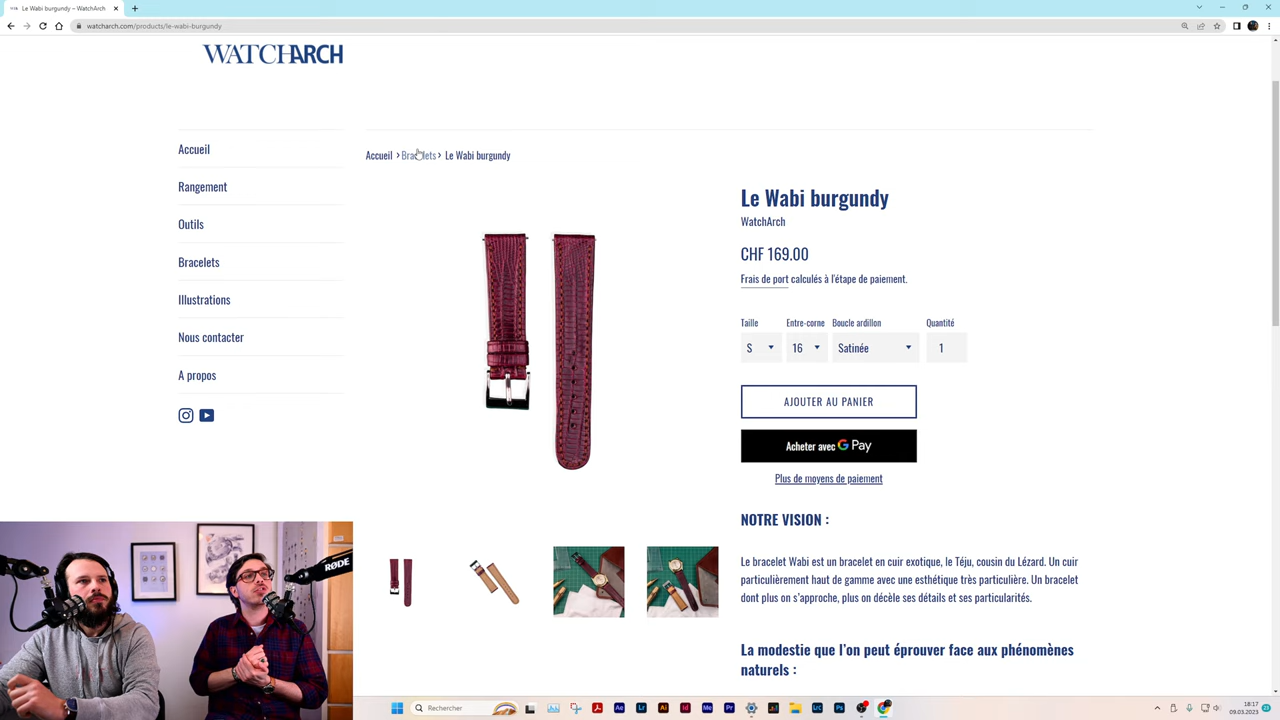 Le Wabi burgundy – WatchArch
watcharch.com/products/le-wabi-burgundy
WATCHARCH
Accueil
Rangement
Outils
Bracelets
Illustrations
Nous contacter
A propos
Accueil › Bracelets › Le Wabi burgundy
Le Wabi burgundy
WatchArch
CHF 169.00
Frais de port calculés à l'étape de paiement.
Taille Entre-corne Boucle ardillon Quantité
S 16 Satinée 1
AJOUTER AU PANIER
Acheter avec G Pay
Plus de moyens de paiement
NOTRE VISION :
Le bracelet Wabi est un bracelet en cuir exotique, le Téju, cousin du Lézard. Un cuir
particulièrement haut de gamme avec une esthétique très particulière. Un bracelet
dont plus on s'approche, plus on décèle ses détails et ses particularités.
La modestie que l'on peut éprouver face aux phénomènes
naturels :
RØDE
Rechercher
18:17
09.03.2023